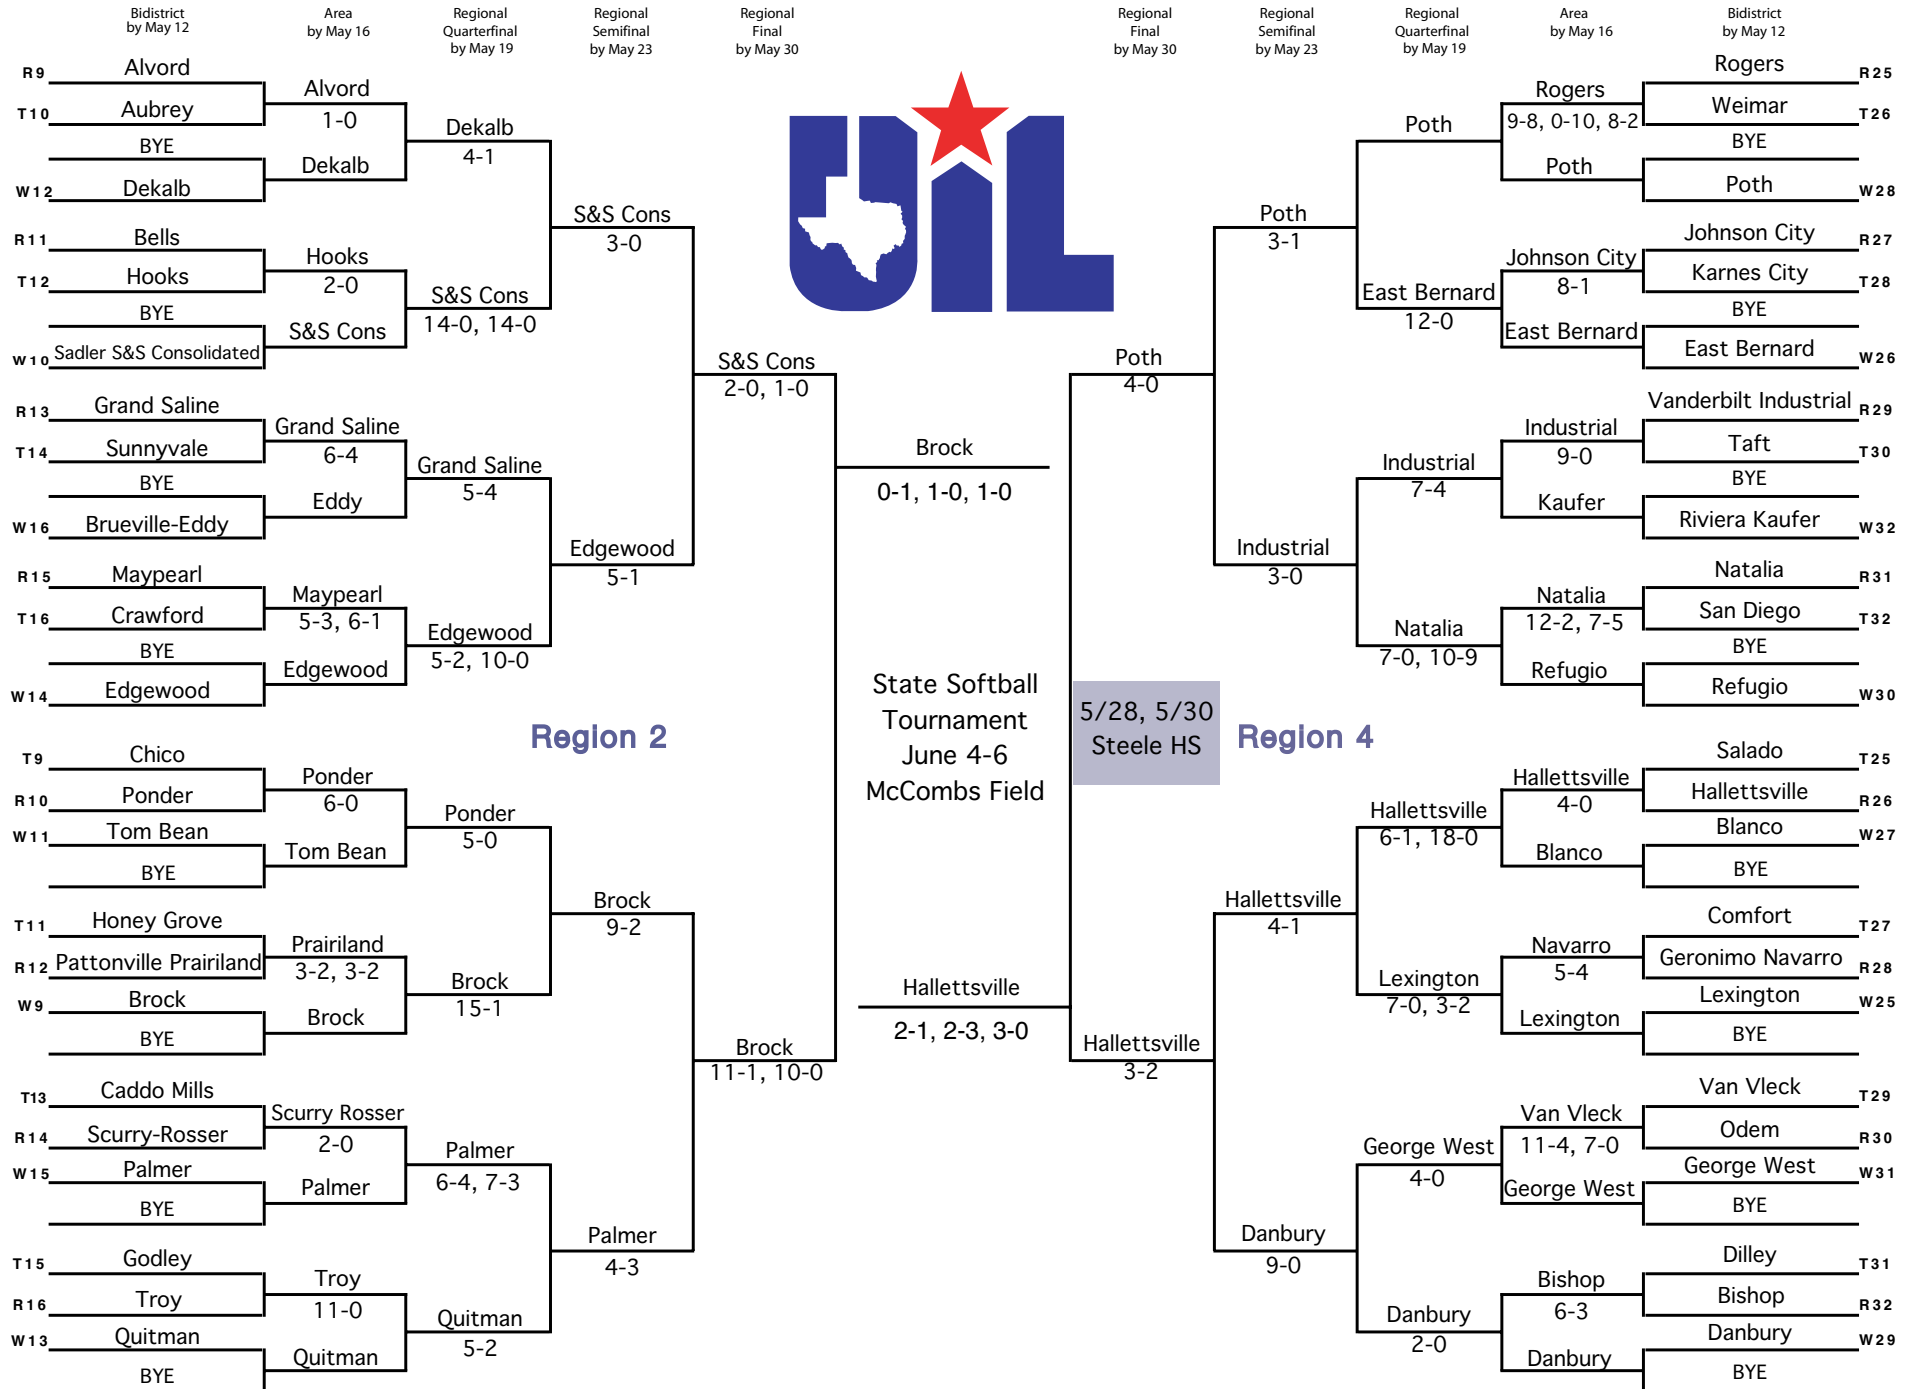 Bidistrict
by May 12
Area
by May 16
Regional
Quarterfinal
by May 19
Regional
Semifinal
by May 23
Regional
Final
by May 30
Regional
Final
by May 30
Regional
Semifinal
by May 23
Regional
Quarterfinal
by May 19
Area
by May 16
Bidistrict
by May 12
R9 Alvord
T10 Aubrey
BYE
W12 Dekalb
R11 Bells
T12 Hooks
BYE
W10 Sadler S&S Consolidated
R13 Grand Saline
T14 Sunnyvale
BYE
W16 Brueville-Eddy
R15 Maypearl
T16 Crawford
BYE
W14 Edgewood
T9 Chico
R10 Ponder
W11 Tom Bean
BYE
T11 Honey Grove
R12 Pattonville Prairiland
W9 Brock
BYE
T13 Caddo Mills
R14 Scurry-Rosser
W15 Palmer
BYE
T15 Godley
R16 Troy
W13 Quitman
BYE
Alvord
1-0
Dekalb
Hooks
2-0
S&S Cons
Grand Saline
6-4
Eddy
Maypearl
5-3, 6-1
Edgewood
Ponder
6-0
Tom Bean
Prairiland
3-2, 3-2
Brock
Scurry Rosser
2-0
Palmer
Troy
11-0
Quitman
Dekalb
4-1
S&S Cons
14-0, 14-0
Grand Saline
5-4
Edgewood
5-2, 10-0
Ponder
5-0
Brock
15-1
Palmer
6-4, 7-3
Quitman
5-2
S&S Cons
3-0
Edgewood
5-1
Region 2
Brock
9-2
Palmer
4-3
S&S Cons
2-0, 1-0
Brock
11-1, 10-0
UIL
Brock
0-1, 1-0, 1-0
State Softball
Tournament
June 4-6
McCombs Field
Hallettsville
2-1, 2-3, 3-0
Poth
4-0
5/28, 5/30
Steele HS
Hallettsville
3-2
Poth
3-1
Industrial
3-0
Region 4
Hallettsville
4-1
Danbury
9-0
Poth
East Bernard
12-0
Industrial
7-4
Natalia
7-0, 10-9
Hallettsville
6-1, 18-0
Lexington
7-0, 3-2
George West
4-0
Danbury
2-0
Rogers
9-8, 0-10, 8-2
Poth
Johnson City
8-1
East Bernard
Industrial
9-0
Kaufer
Natalia
12-2, 7-5
Refugio
Hallettsville
4-0
Blanco
Navarro
5-4
Lexington
Van Vleck
11-4, 7-0
George West
Bishop
6-3
Danbury
Rogers R25
Weimar T26
BYE
Poth W28
Johnson City R27
Karnes City T28
BYE
East Bernard W26
Vanderbilt Industrial R29
Taft T30
BYE
Riviera Kaufer W32
Natalia R31
San Diego T32
BYE
Refugio W30
Salado T25
Hallettsville R26
Blanco W27
BYE
Comfort T27
Geronimo Navarro R28
Lexington W25
BYE
Van Vleck T29
Odem R30
George West W31
BYE
Dilley T31
Bishop R32
Danbury W29
BYE